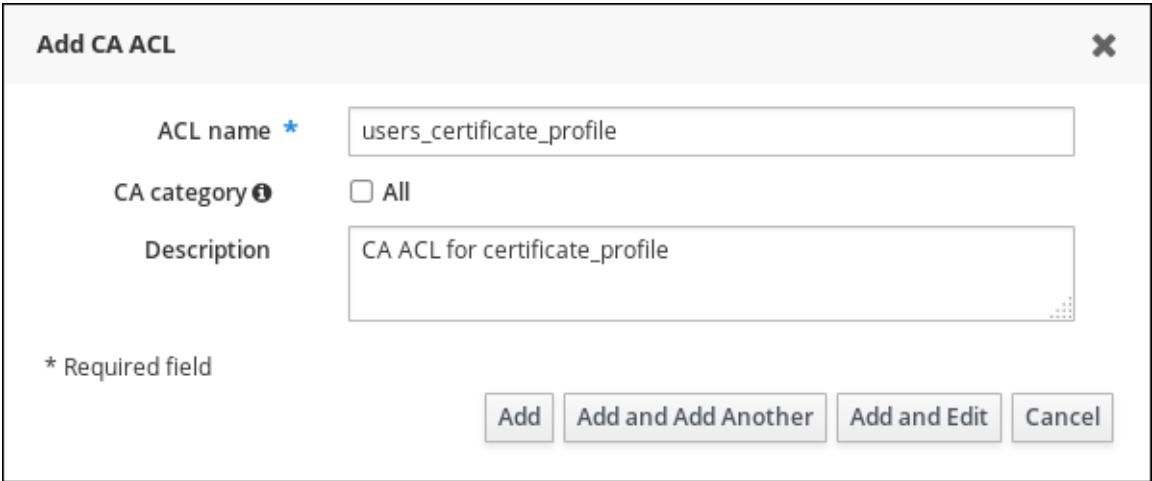 Add CA ACL
ACL name * users_certificate_profile
CA category All
Description CA ACL for certificate_profile
* Required field
Add Add and Add Another Add and Edit Cancel